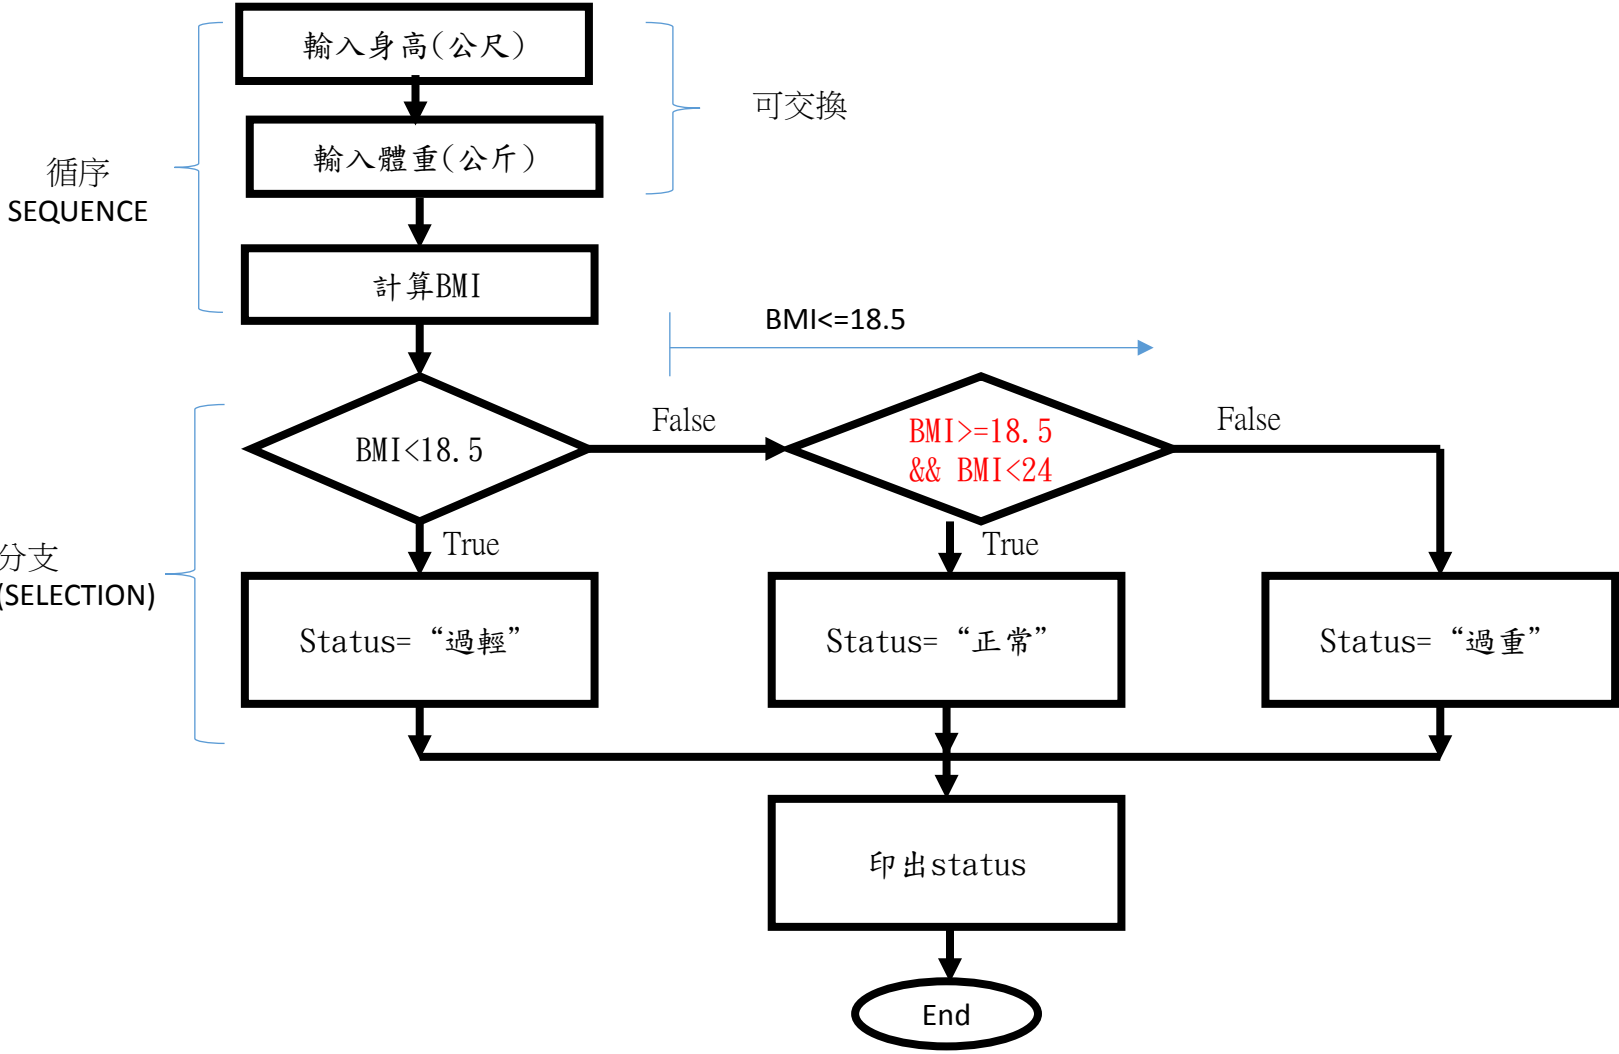 輸入身高(公尺)
可交換
輸入體重(公斤)
循序
SEQUENCE
計算BMI
BMI<=18.5
BMI<18.5
False
BMI>=18.5
&& BMI<24
False
True
True
分支
(SELECTION)
Status= “過輕”
Status= “正常”
Status= “過重”
印出status
End